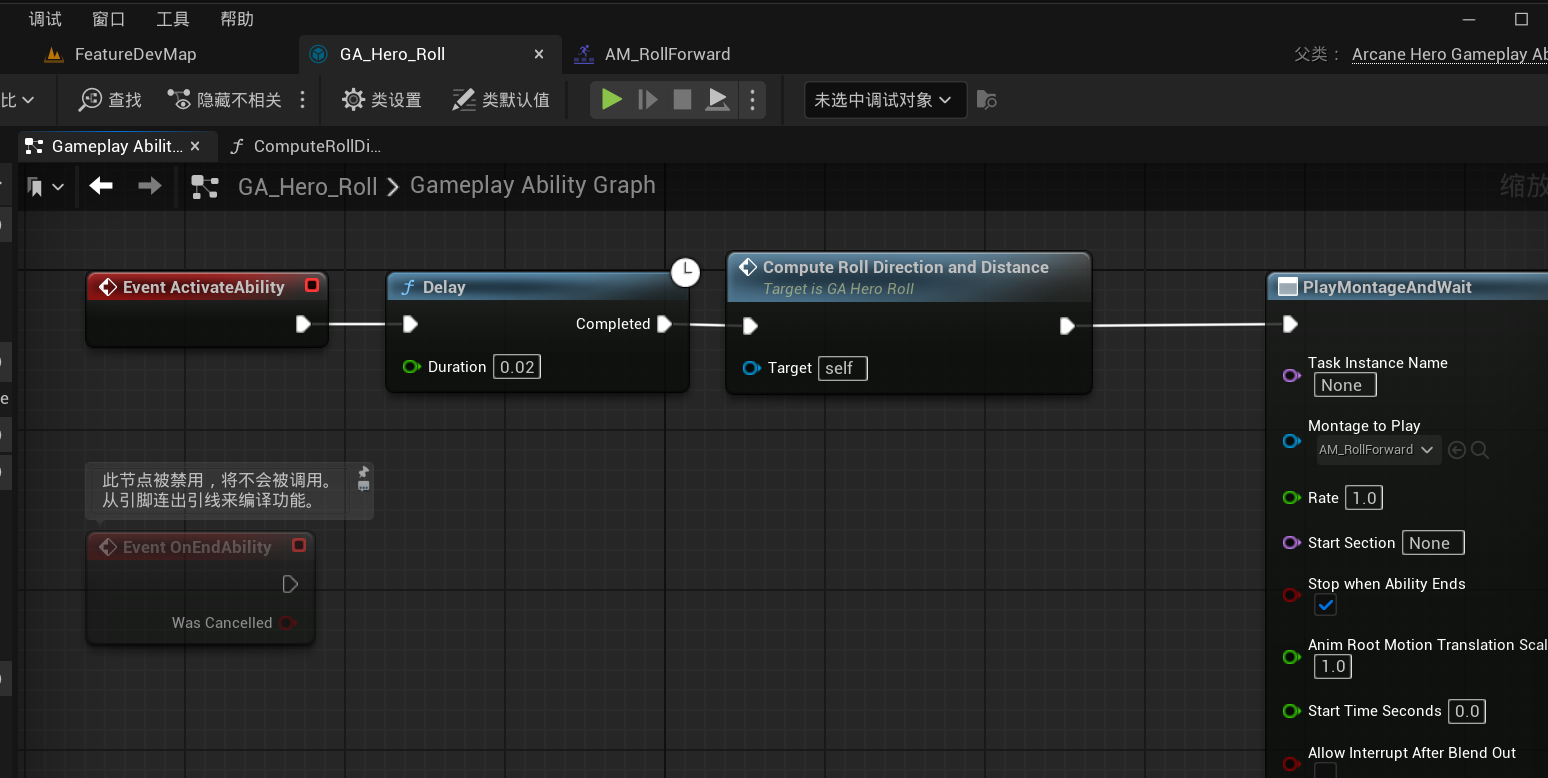 调试 窗口 工具 帮助
FeatureDevMap GA_Hero_Roll AM_RollForward 父类： Arcane Hero Gameplay Ab
比 查找 隐藏不相关 类设置 类默认值 未选中调试对象
Gameplay Abilit... ComputeRollDi...
GA_Hero_Roll > Gameplay Ability Graph 缩放
Event ActivateAbility
Delay
Completed
Duration 0.02
Compute Roll Direction and Distance
Target is GA Hero Roll
Target self
PlayMontageAndWait
Task Instance Name
None
Montage to Play
AM_RollForward
Rate 1.0
Start Section None
Stop when Ability Ends
Anim Root Motion Translation Scal
1.0
Start Time Seconds 0.0
Allow Interrupt After Blend Out
此节点被禁用，将不会被调用。
从引脚连出引线来编译功能。
Event OnEndAbility
Was Cancelled